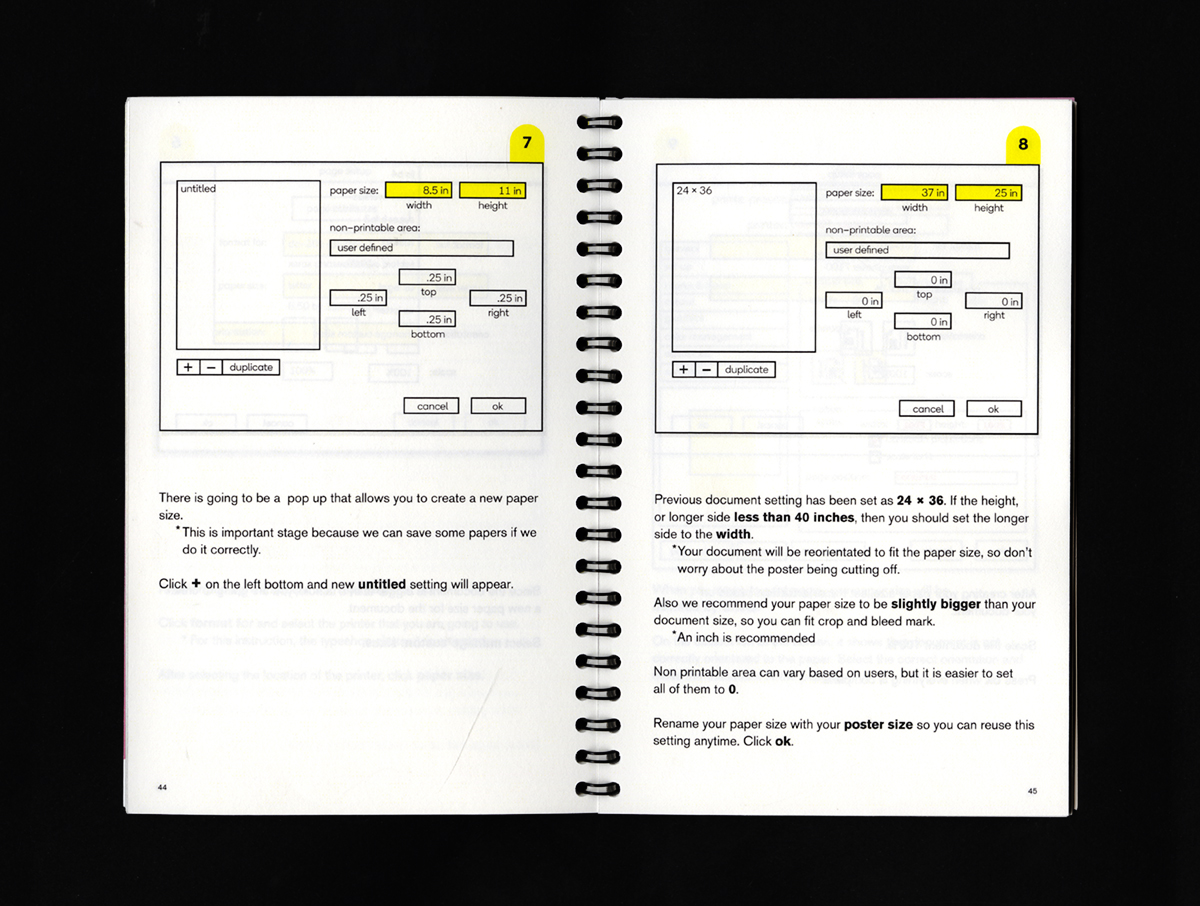 7
untitled
paper size: 8.5 in 11 in
width height
non-printable area:
user defined
.25 in
top
.25 in .25 in
left right
.25 in
bottom
+ − duplicate
cancel ok
There is going to be a pop up that allows you to create a new paper
size.
*This is important stage because we can save some papers if we
do it correctly.
Click + on the left bottom and new untitled setting will appear.
44
8
24 × 36
paper size: 37 in 25 in
width height
non-printable area:
user defined
0 in
top
0 in 0 in
left right
0 in
bottom
+ − duplicate
cancel ok
Previous document setting has been set as 24 × 36. If the height,
or longer side less than 40 inches, then you should set the longer
side to the width.
*Your document will be reorientated to fit the paper size, so don't
worry about the poster being cutting off.
Also we recommend your paper size to be slightly bigger than your
document size, so you can fit crop and bleed mark.
*An inch is recommended
Non printable area can vary based on users, but it is easier to set
all of them to 0.
Rename your paper size with your poster size so you can reuse this
setting anytime. Click ok.
45